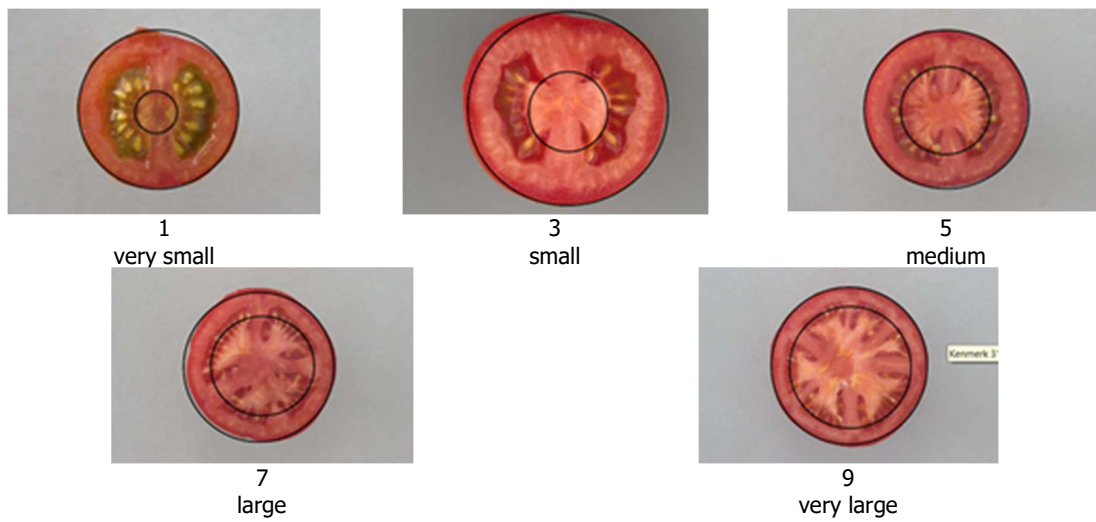 1
very small
3
small
5
medium
7
large
Kenmerk 3
9
very large